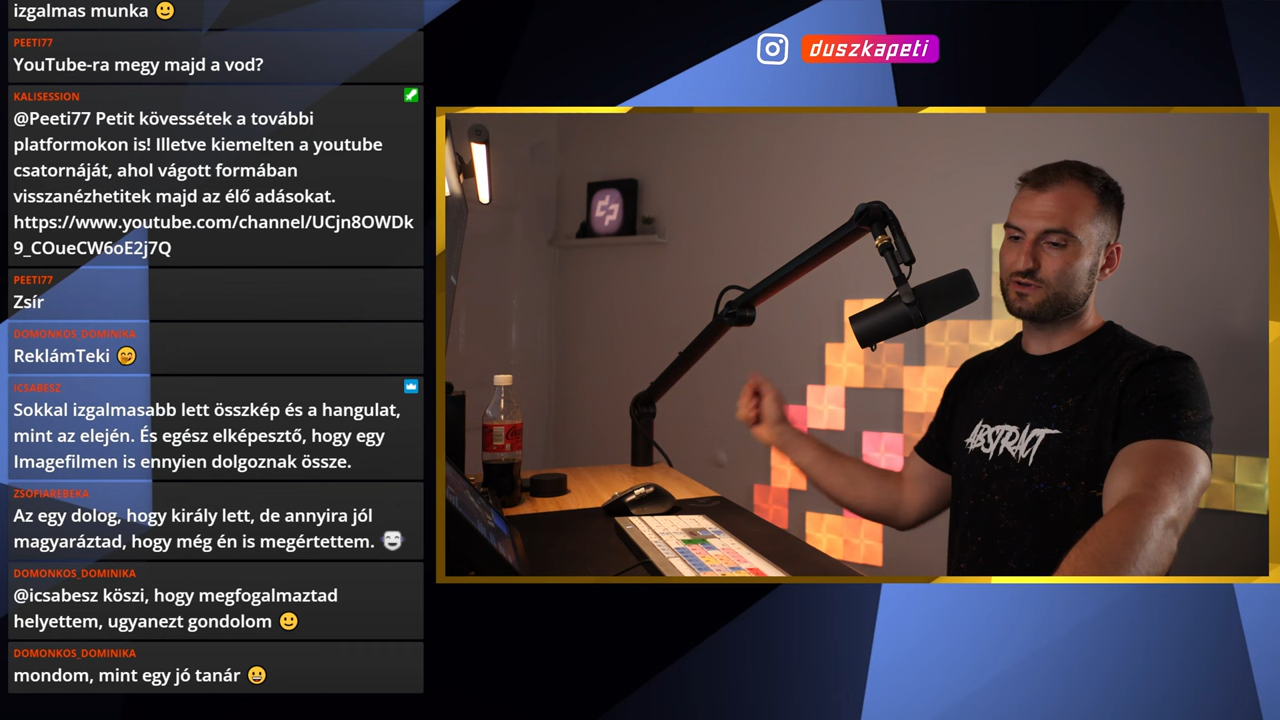 izgalmas munka 🙂
PEETI77
YouTube-ra megy majd a vod?
KALISESSION
@Peeti77 Petit kövessétek a további
platformokon is! Illetve kiemelten a youtube
csatornáját, ahol vágott formában
visszanézhetitek majd az élő adásokat.
https://www.youtube.com/channel/UCjn8OWDk
9_COueCW6oE2j7Q
PEETI77
Zsír
DOMONKOS_DOMINIKA
ReklámTeki 🤭
ICSABESZ
Sokkal izgalmasabb lett összkép és a hangulat,
mint az elején. És egész elképesztő, hogy egy
Imagefilmen is ennyien dolgoznak össze.
ZSOFIAREBEKA
Az egy dolog, hogy király lett, de annyira jól
magyaráztad, hogy még én is megértettem.
DOMONKOS_DOMINIKA
@icsabesz köszi, hogy megfogalmaztad
helyettem, ugyanezt gondolom 🙂
DOMONKOS_DOMINIKA
mondom, mint egy jó tanár 😀
duszkapeti
ABSTRACT